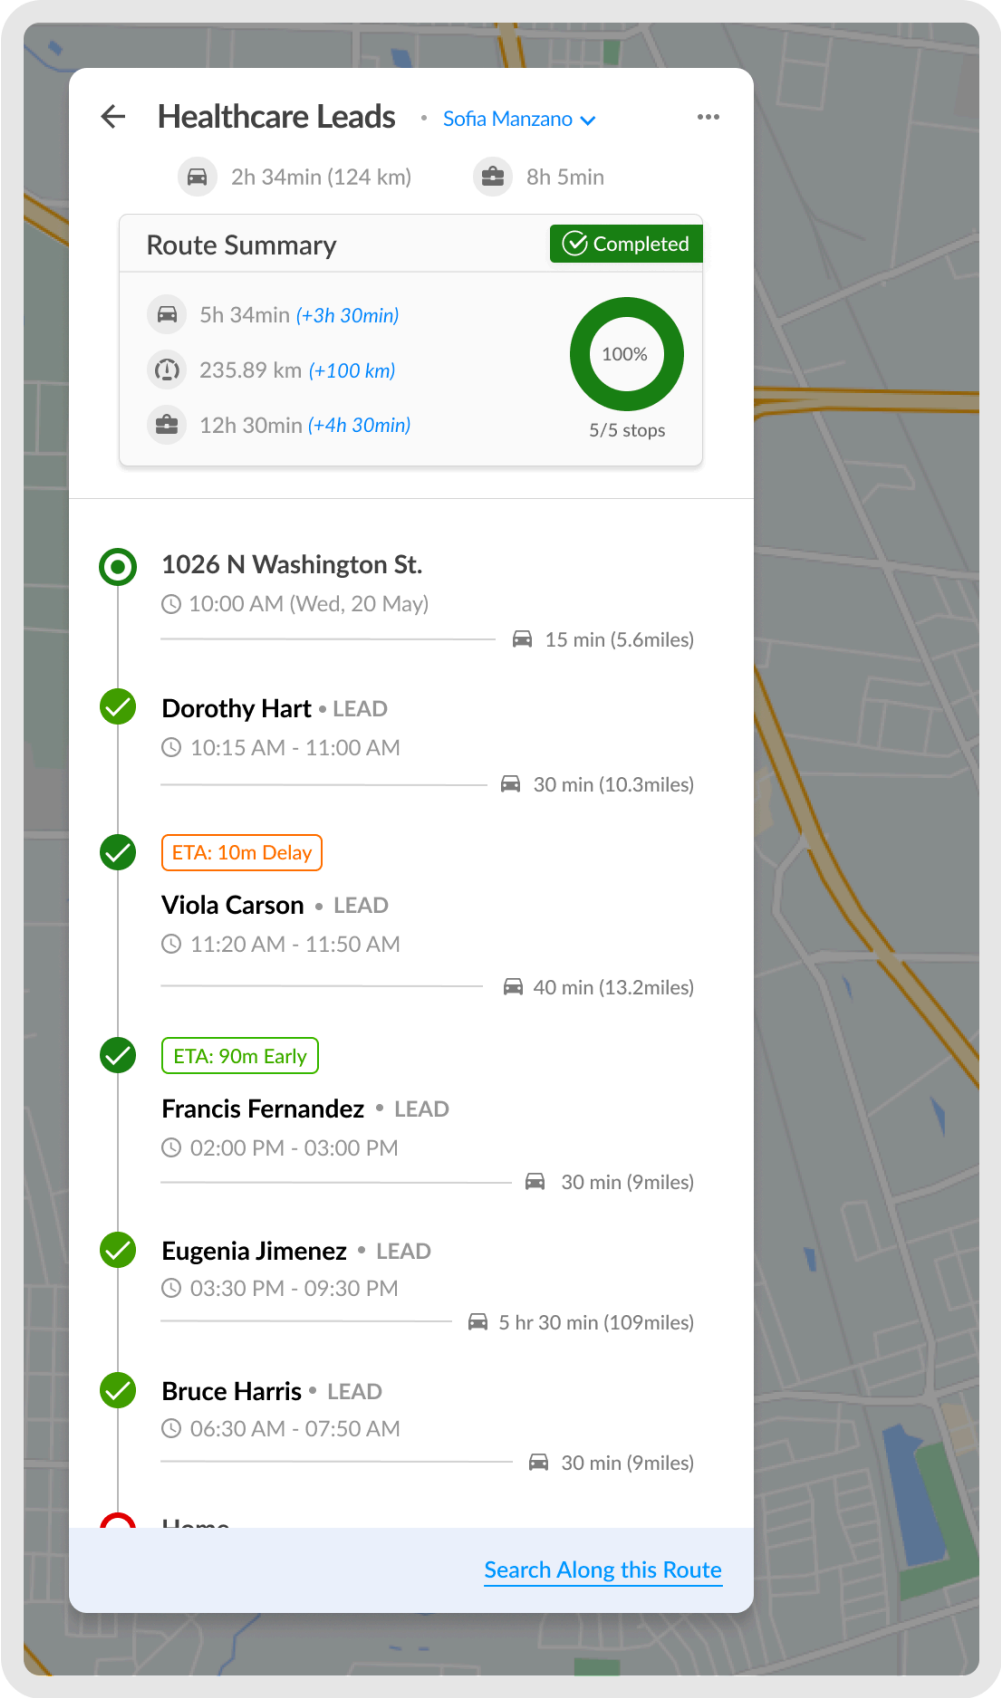 Healthcare Leads • Sofia Manzano
2h 34min (124 km) 8h 5min
Route Summary Completed
5h 34min (+3h 30min)
235.89 km (+100 km)
12h 30min (+4h 30min)
100%
5/5 stops
1026 N Washington St.
10:00 AM (Wed, 20 May)
15 min (5.6miles)
Dorothy Hart • LEAD
10:15 AM - 11:00 AM
30 min (10.3miles)
ETA: 10m Delay
Viola Carson • LEAD
11:20 AM - 11:50 AM
40 min (13.2miles)
ETA: 90m Early
Francis Fernandez • LEAD
02:00 PM - 03:00 PM
30 min (9miles)
Eugenia Jimenez • LEAD
03:30 PM - 09:30 PM
5 hr 30 min (109miles)
Bruce Harris • LEAD
06:30 AM - 07:50 AM
30 min (9miles)
Home
Search Along this Route